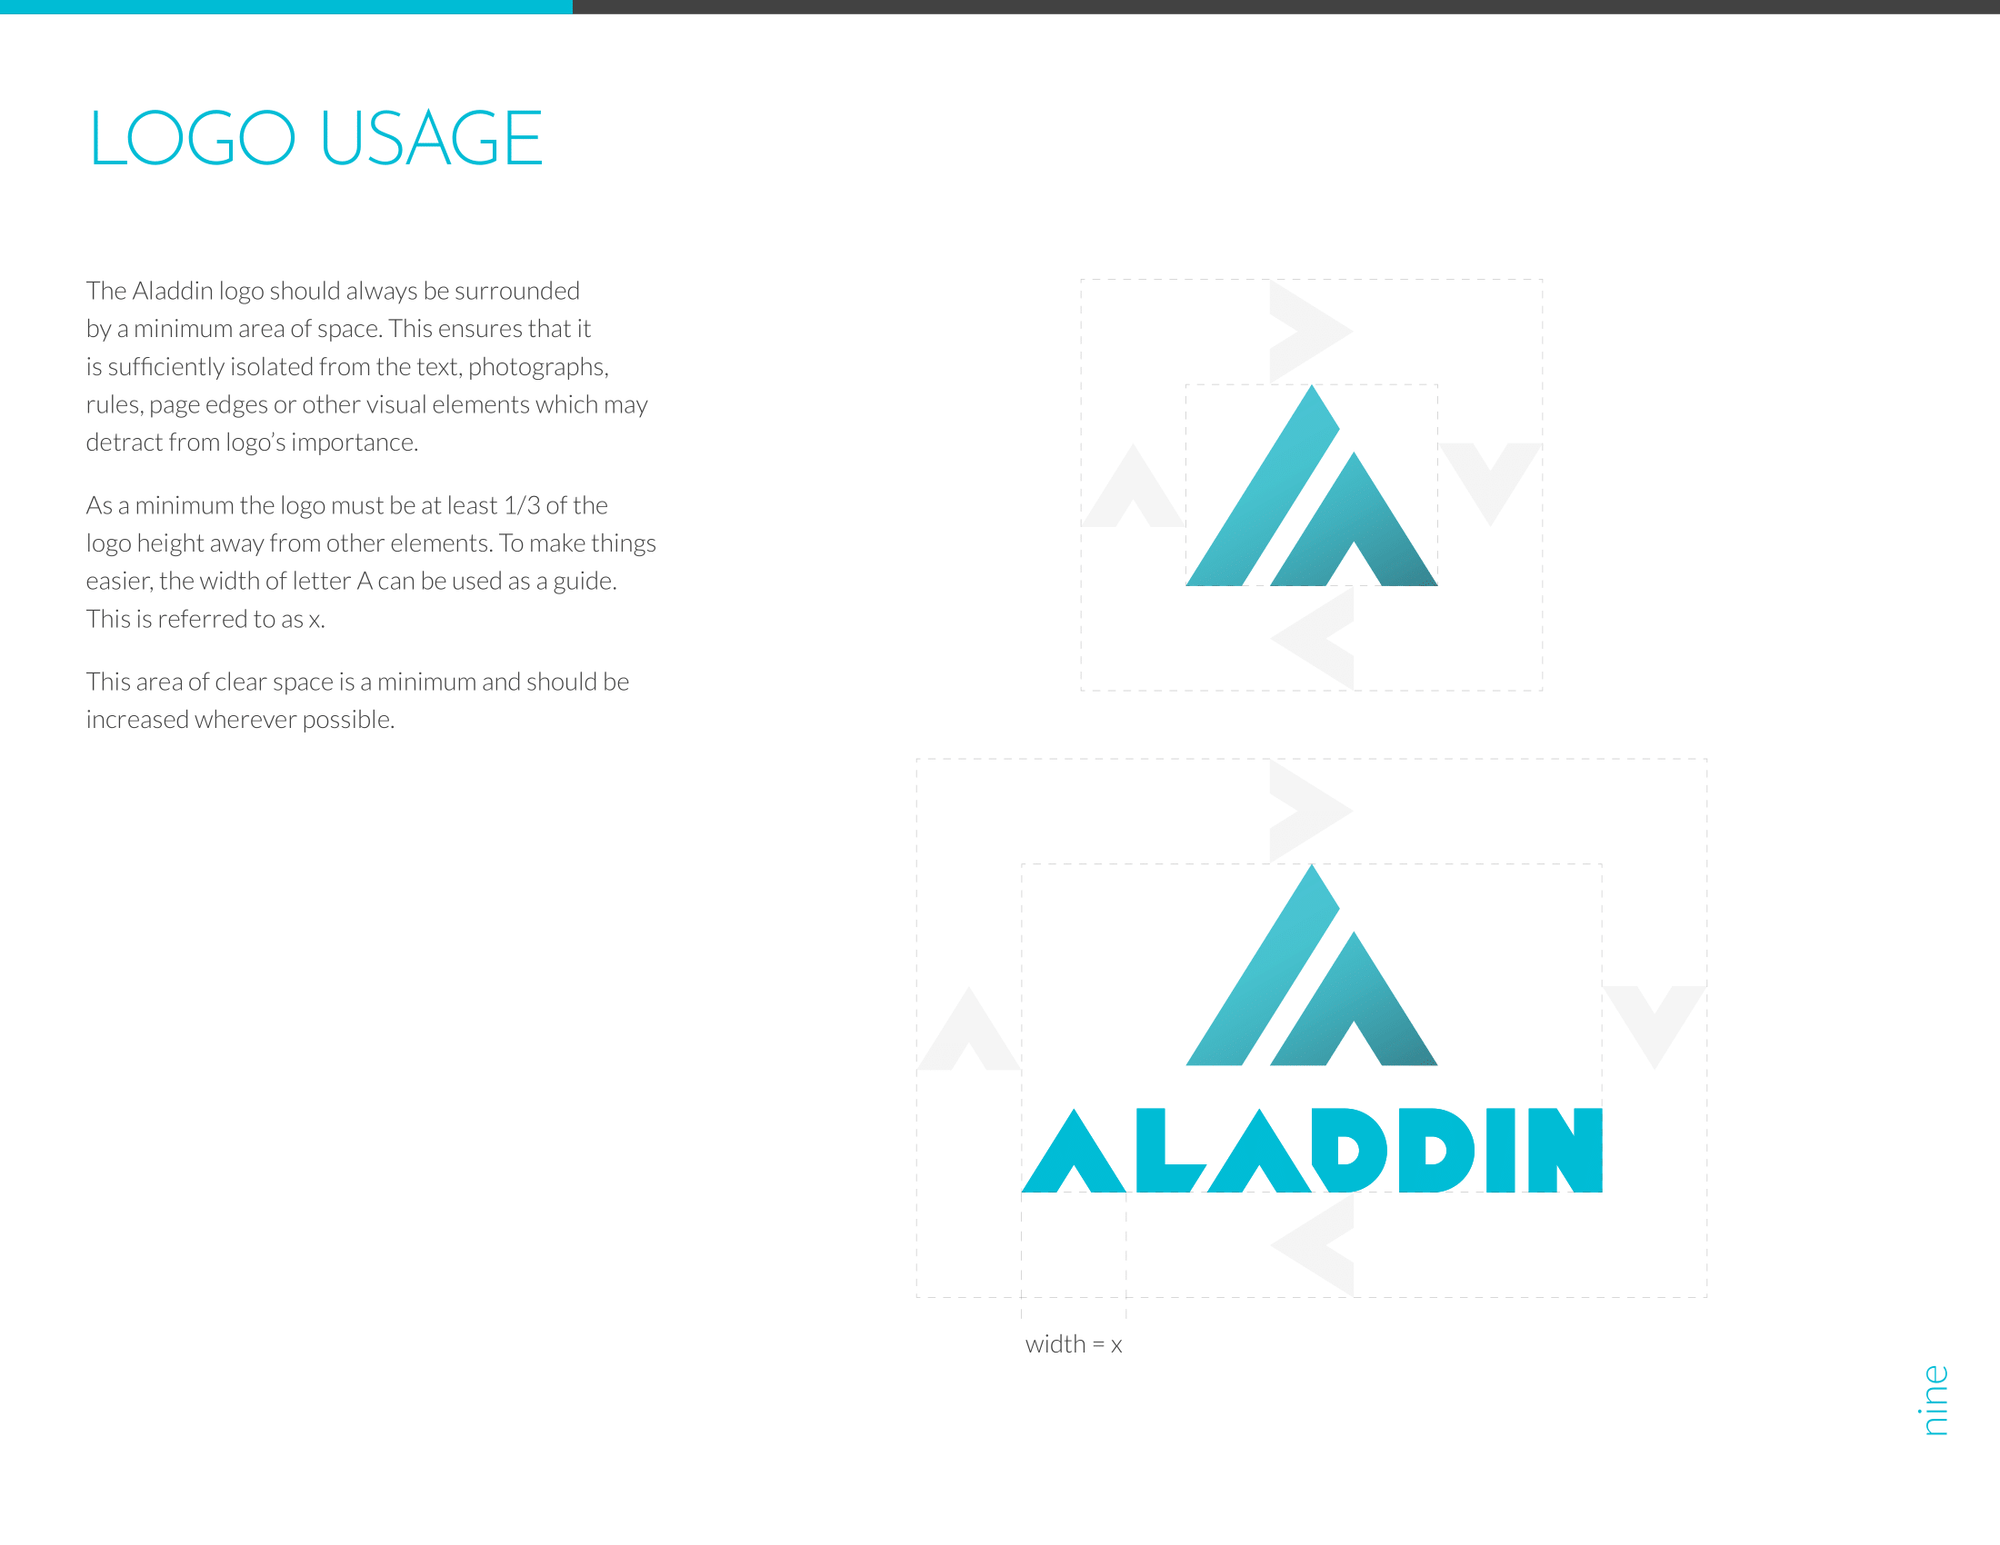 LOGO USAGE
The Aladdin logo should always be surrounded
by a minimum area of space. This ensures that it
is sufficiently isolated from the text, photographs,
rules, page edges or other visual elements which may
detract from logo’s importance.
As a minimum the logo must be at least 1/3 of the
logo height away from other elements. To make things
easier, the width of letter A can be used as a guide.
This is referred to as x.
This area of clear space is a minimum and should be
increased wherever possible.
ALADDIN
width = x
nine